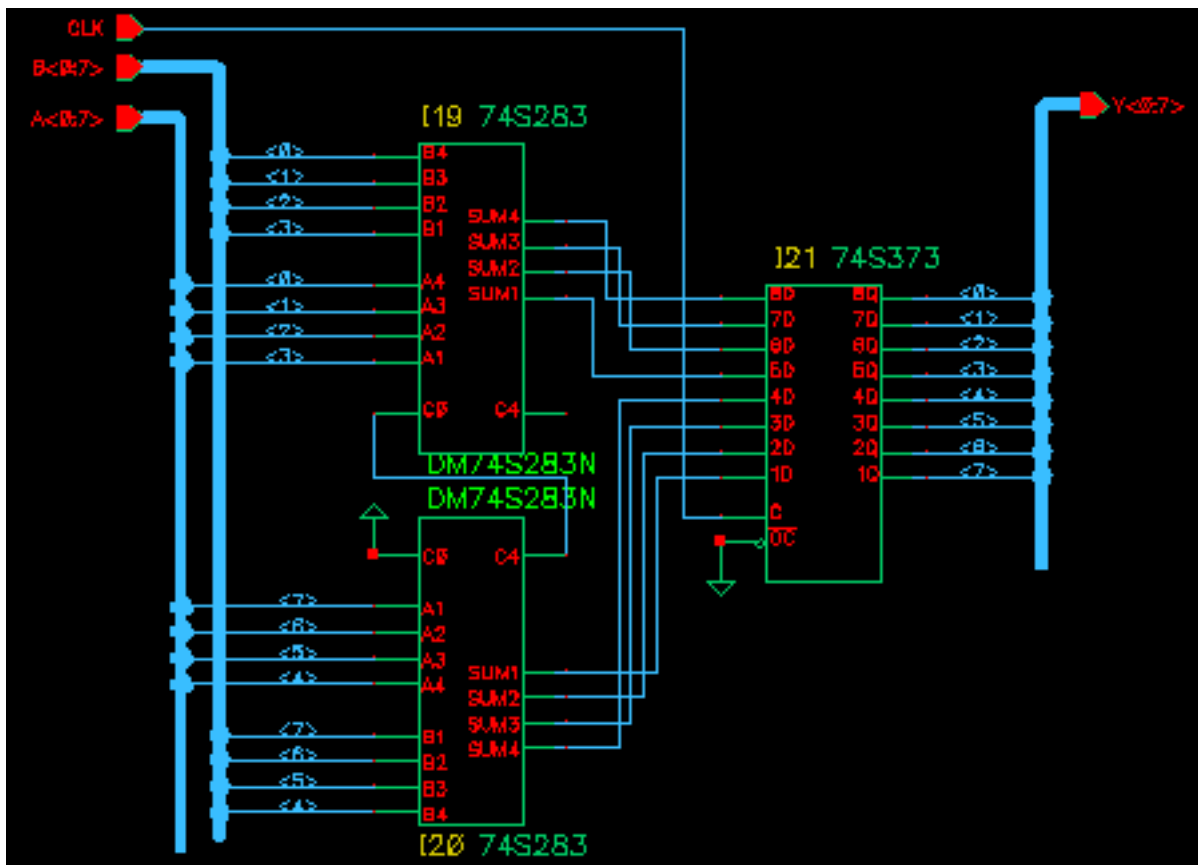 CLK
B<0:7>
A<0:7>
Y<0:7>
I19 74S283
<0> B4
<1> B3
<2> B2
<3> B1
SUM4
SUM3
SUM2
SUM1
<0> A4
<1> A3
<2> A2
<3> A1
C0 C4
DM74S283N
I21 74S373
8D 8Q <0>
7D 7Q <1>
6D 6Q <2>
5D 5Q <3>
4D 4Q <4>
3D 3Q <5>
2D 2Q <6>
1D 1Q <7>
C
OC
DM74S283N
C0 C4
<7> A1
<6> A2
<5> A3
<4> A4
SUM1
SUM2
SUM3
SUM4
<7> B1
<6> B2
<5> B3
<4> B4
I20 74S283